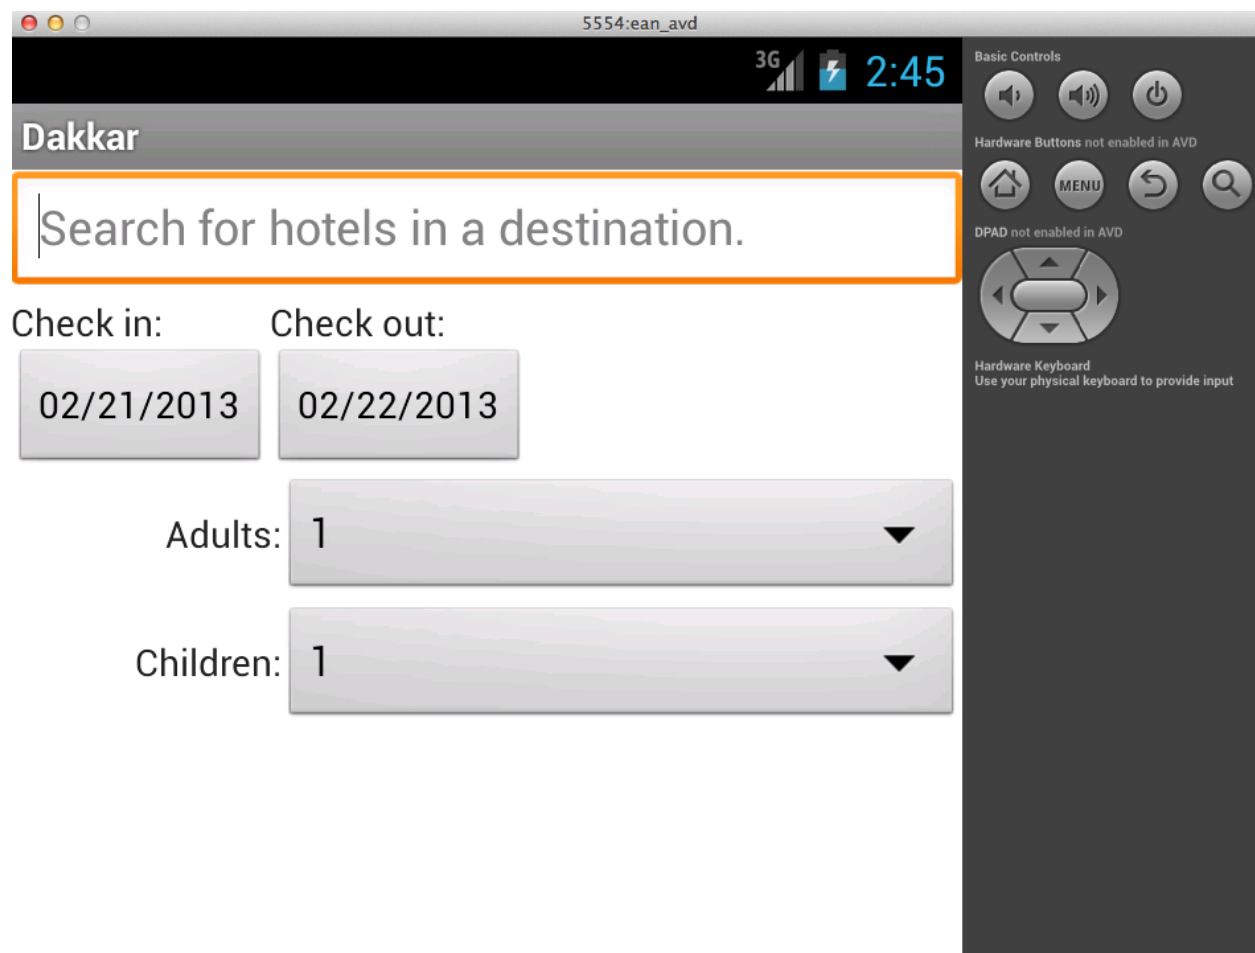 5554:ean_avd
3G 2:45
Dakkar
Search for hotels in a destination.
Check in: Check out:
02/21/2013 02/22/2013
Adults: 1
Children: 1
Basic Controls
Hardware Buttons not enabled in AVD
MENU
DPAD not enabled in AVD
Hardware Keyboard
Use your physical keyboard to provide input